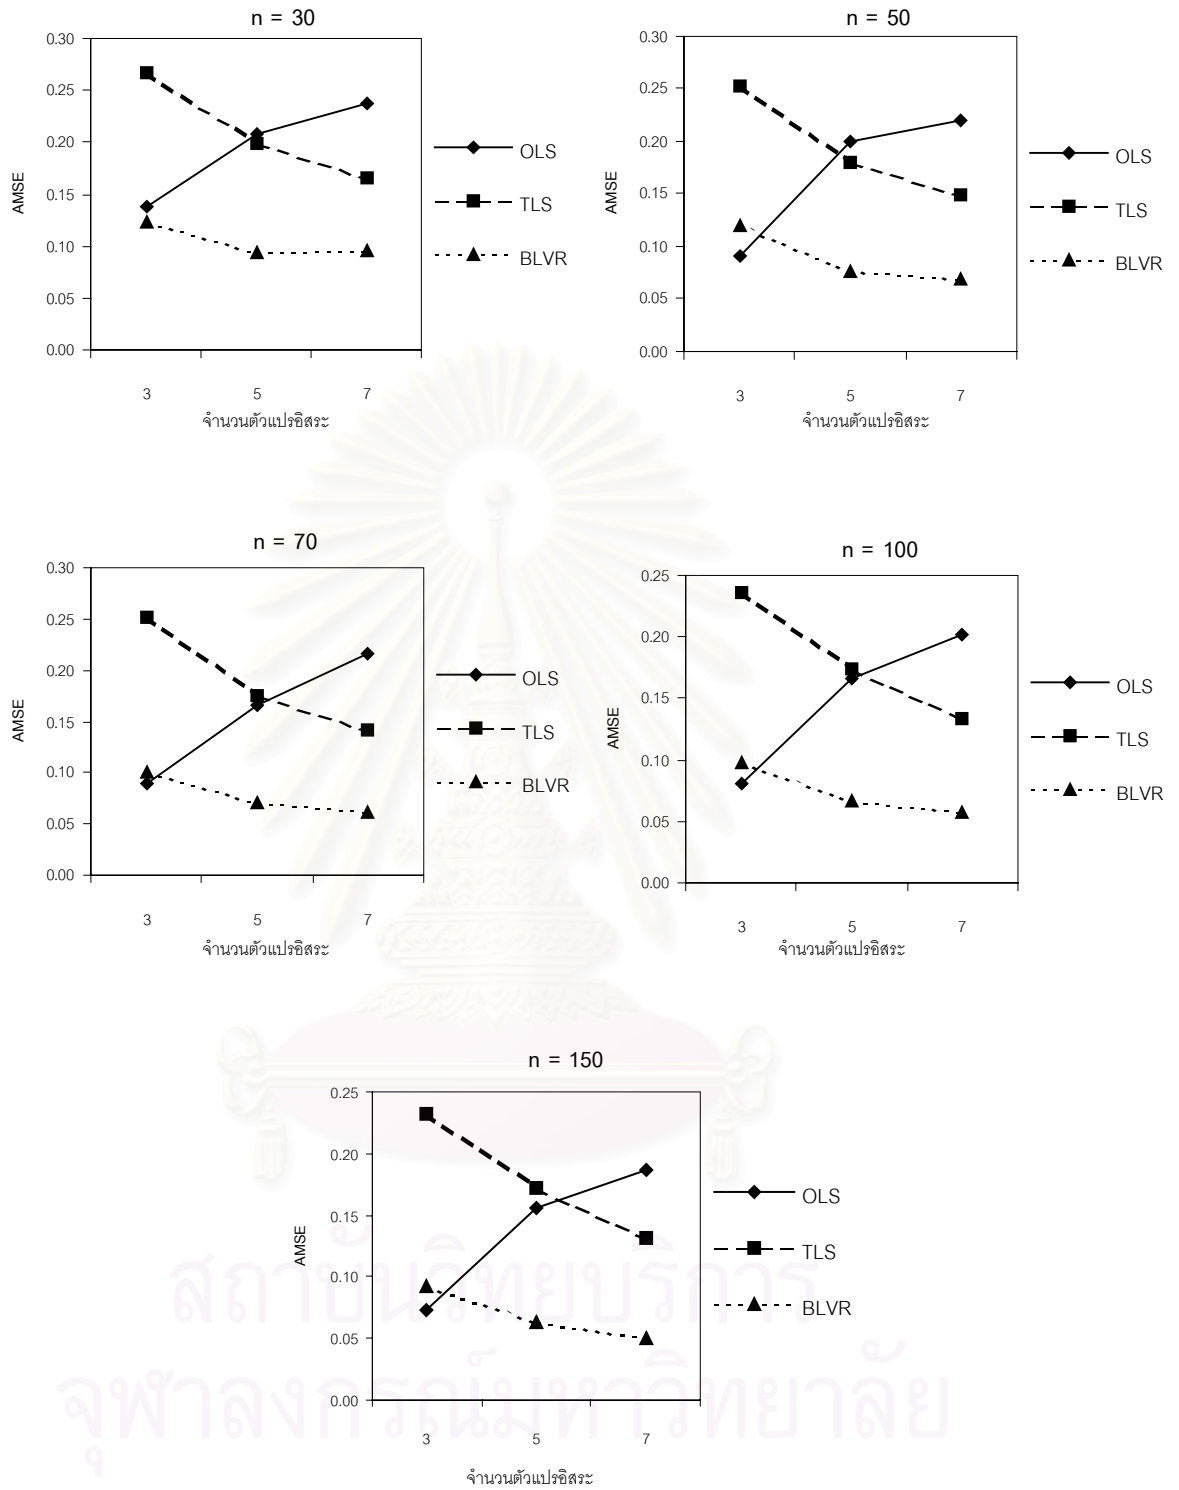 n = 30
0.30
0.25
0.20
0.15
0.10
0.05
0.00
AMSE
3 5 7
จำนวนตัวแปรอิสระ
OLS
TLS
BLVR
n = 50
0.30
0.25
0.20
0.15
0.10
0.05
0.00
AMSE
3 5 7
จำนวนตัวแปรอิสระ
OLS
TLS
BLVR
n = 70
0.30
0.25
0.20
0.15
0.10
0.05
0.00
AMSE
3 5 7
จำนวนตัวแปรอิสระ
OLS
TLS
BLVR
n = 100
0.25
0.20
0.15
0.10
0.05
0.00
AMSE
3 5 7
จำนวนตัวแปรอิสระ
OLS
TLS
BLVR
n = 150
0.25
0.20
0.15
0.10
0.05
0.00
AMSE
3 5 7
จำนวนตัวแปรอิสระ
OLS
TLS
BLVR
สถาบันวิทยบริการ
จุฬาลงกรณ์มหาวิทยาลัย